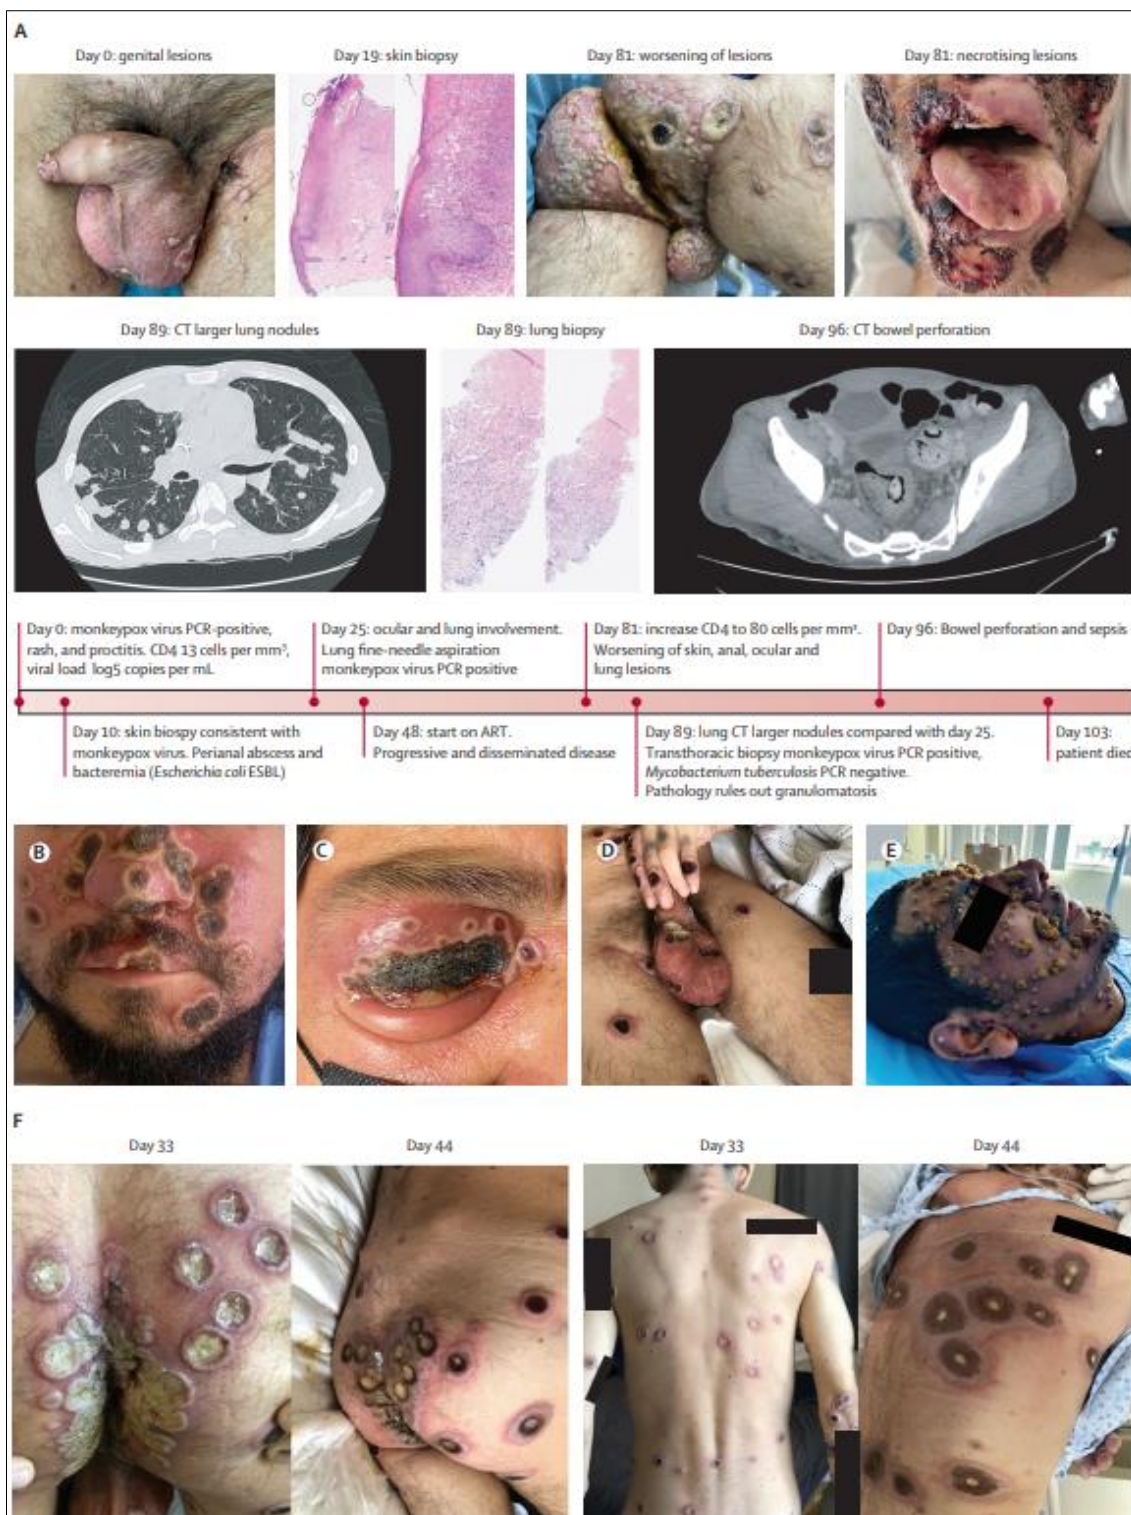 A
Day 0: genital lesions
Day 19: skin biopsy
Day 81: worsening of lesions
Day 81: necrotising lesions
Day 89: CT larger lung nodules
Day 89: lung biopsy
Day 96: CT bowel perforation
Day 0: monkeypox virus PCR-positive,
rash, and proctitis. CD4 13 cells per mm³,
viral load log5 copies per mL
Day 25: ocular and lung involvement.
Lung fine-needle aspiration
monkeypox virus PCR positive
Day 81: increase CD4 to 80 cells per mm³.
Worsening of skin, anal, ocular and
lung lesions
Day 96: Bowel perforation and sepsis
Day 10: skin biospy consistent with
monkeypox virus. Perianal abscess and
bacteremia (Escherichia coli ESBL)
Day 48: start on ART.
Progressive and disseminated disease
Day 89: lung CT larger nodules compared with day 25.
Transthoracic biopsy monkeypox virus PCR positive,
Mycobacterium tuberculosis PCR negative.
Pathology rules out granulomatosis
Day 103:
patient died
B
C
D
E
F
Day 33
Day 44
Day 33
Day 44